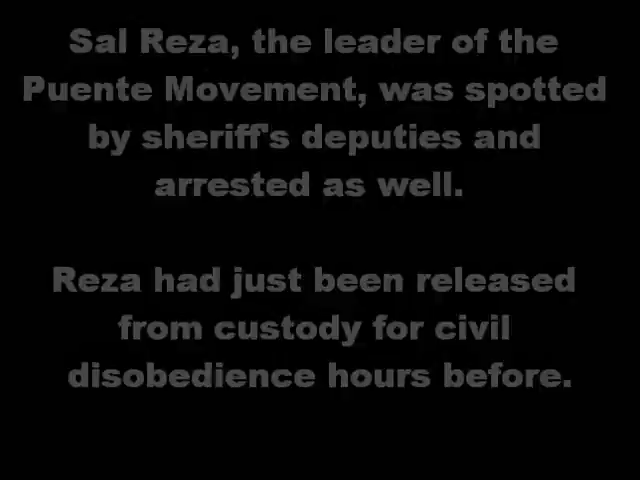 Sal Reza, the leader of the
Puente Movement, was spotted
by sheriff's deputies and
arrested as well.
Reza had just been released
from custody for civil
disobedience hours before.